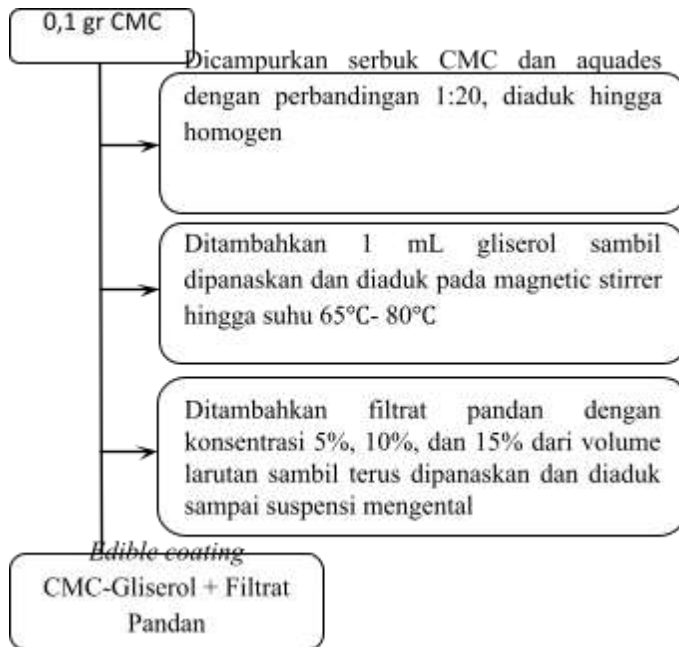 0,1 gr CMC
Dicampurkan serbuk CMC dan aquades
dengan perbandingan 1:20, diaduk hingga
homogen
Ditambahkan 1 mL gliserol sambil
dipanaskan dan diaduk pada magnetic stirrer
hingga suhu 65℃- 80℃
Ditambahkan filtrat pandan dengan
konsentrasi 5%, 10%, dan 15% dari volume
larutan sambil terus dipanaskan dan diaduk
sampai suspensi mengental
Edible coating
CMC-Gliserol + Filtrat
Pandan